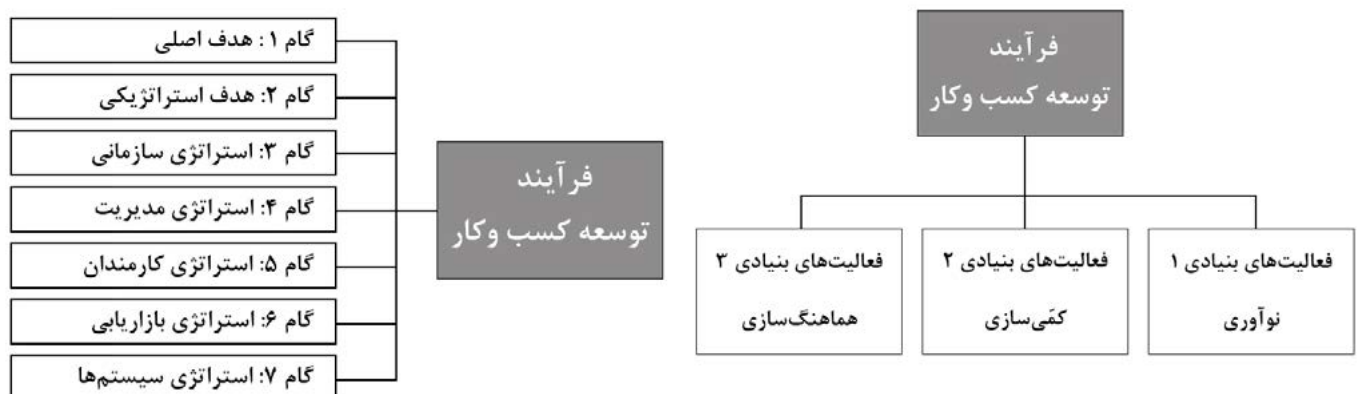 فرآیند
توسعه کسب وکار
فعالیت‌های بنیادی ۱
نوآوری
فعالیت‌های بنیادی ۲
کمّی‌سازی
فعالیت‌های بنیادی ۳
هماهنگ‌سازی
فرآیند
توسعه کسب وکار
گام ۱: هدف اصلی
گام ۲: هدف استراتژیکی
گام ۳: استراتژی سازمانی
گام ۴: استراتژی مدیریت
گام ۵: استراتژی کارمندان
گام ۶: استراتژی بازاریابی
گام ۷: استراتژی سیستم‌ها